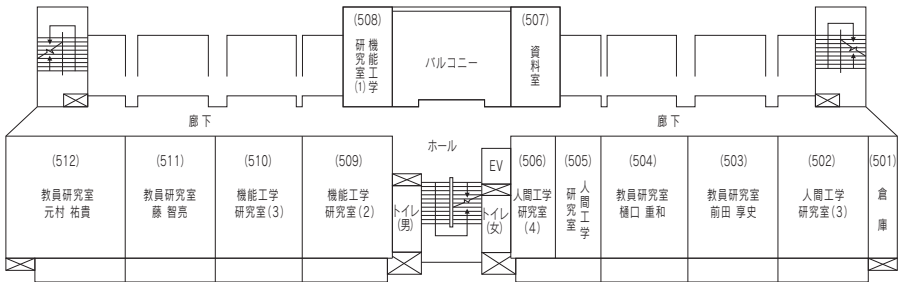 (508)
機能工学
研究室(1)
バルコニー
(507)
資料室
廊下
ホール
廊下
(512)
教員研究室
元村 祐貴
(511)
教員研究室
藤 智亮
(510)
機能工学
研究室(3)
(509)
機能工学
研究室(2)
トイレ
(男)
EV
トイレ
(女)
(506)
人間工学
研究室
(4)
(505)
人間工学
研究室
(504)
教員研究室
樋口 重和
(503)
教員研究室
前田 享史
(502)
人間工学
研究室(3)
(501)
倉庫